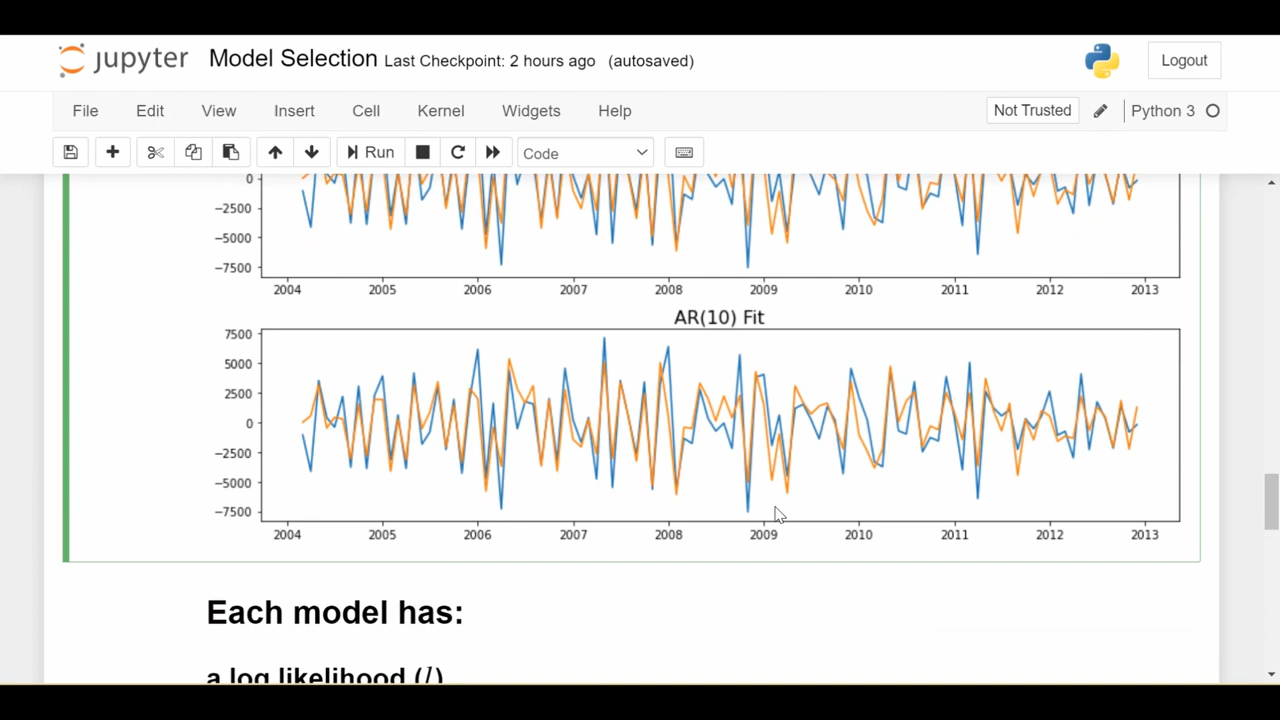 jupyter Model Selection Last Checkpoint: 2 hours ago (autosaved) Logout
File Edit View Insert Cell Kernel Widgets Help Not Trusted Python 3
Run Code
0
−2500
−5000
−7500
2004 2005 2006 2007 2008 2009 2010 2011 2012 2013
AR(10) Fit
7500
5000
2500
0
−2500
−5000
−7500
2004 2005 2006 2007 2008 2009 2010 2011 2012 2013
Each model has:
a log likelihood (l)